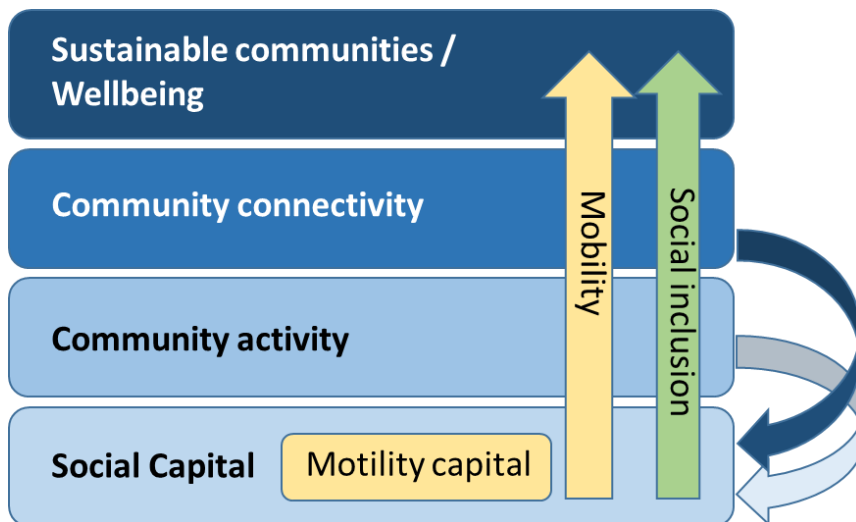 Sustainable communities /
Wellbeing
Community connectivity
Community activity
Social Capital
Motility capital
Mobility
Social inclusion